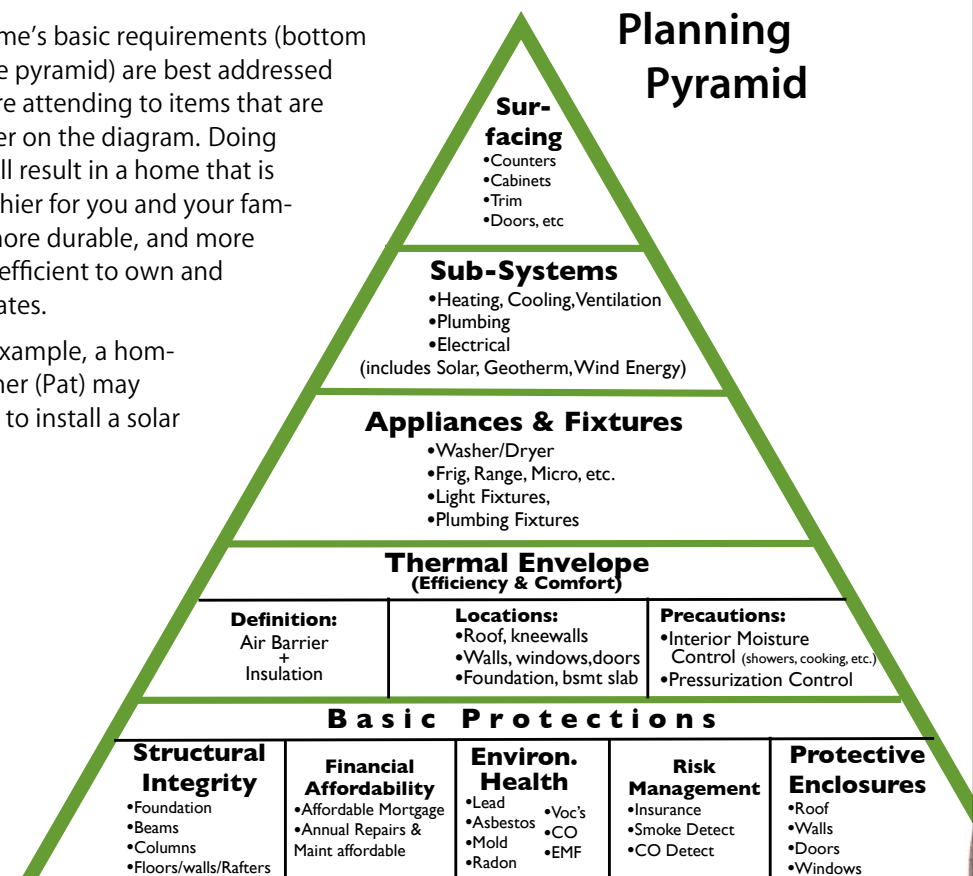 me's basic requirements (bottom
e pyramid) are best addressed
re attending to items that are
er on the diagram. Doing
ll result in a home that is
hier for you and your fam-
more durable, and more
efficient to own and
ates.
xample, a hom-
ner (Pat) may
to install a solar
Planning
Pyramid
Sur-
facing
•Counters
•Cabinets
•Trim
•Doors, etc
Sub-Systems
•Heating, Cooling,Ventilation
•Plumbing
•Electrical
(includes Solar, Geotherm, Wind Energy)
Appliances & Fixtures
•Washer/Dryer
•Frig, Range, Micro, etc.
•Light Fixtures,
•Plumbing Fixtures
Thermal Envelope
(Efficiency & Comfort)
Definition:
Air Barrier
+
Insulation
Locations:
•Roof, kneewalls
•Walls, windows,doors
•Foundation, bsmt slab
Precautions:
•Interior Moisture
Control (showers, cooking, etc.)
•Pressurization Control
Basic Protections
Structural
Integrity
•Foundation
•Beams
•Columns
•Floors/walls/Rafters
Financial
Affordability
•Affordable Mortgage
•Annual Repairs &
Maint affordable
Environ.
Health
•Lead
•Asbestos
•Mold
•Radon
•Voc's
•CO
•EMF
Risk
Management
•Insurance
•Smoke Detect
•CO Detect
Protective
Enclosures
•Roof
•Walls
•Doors
•Windows